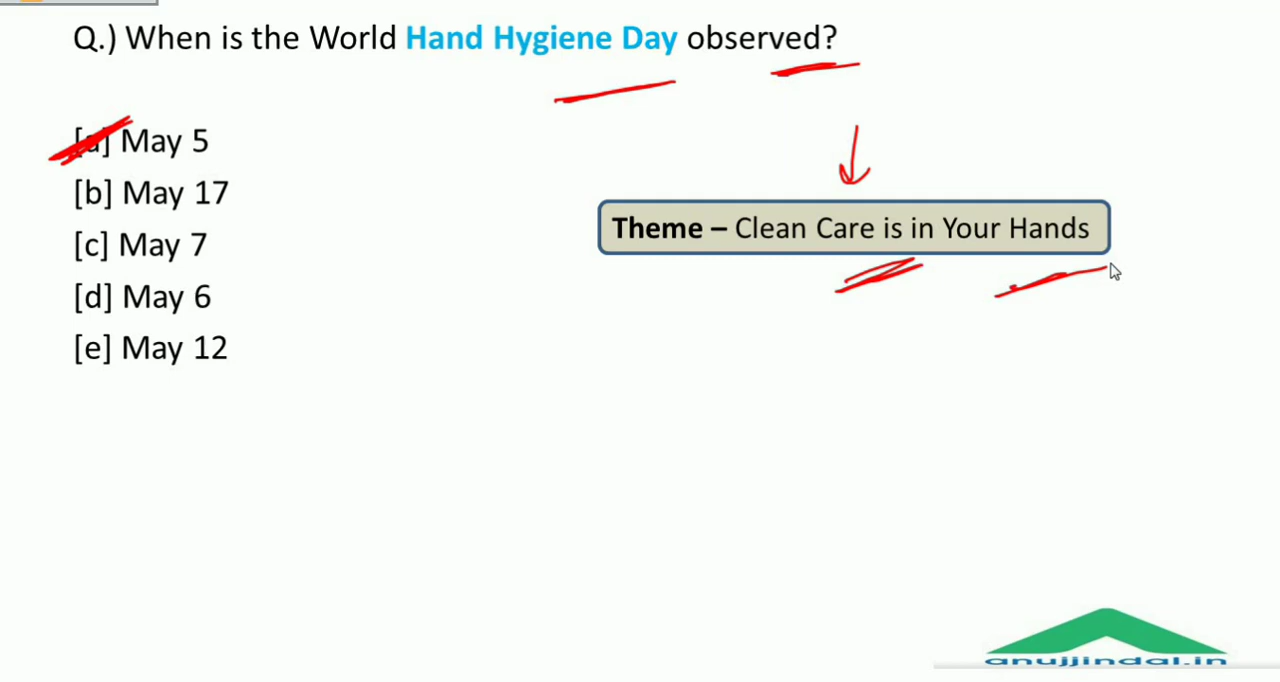 Q.) When is the World Hand Hygiene Day observed?
[a] May 5
[b] May 17
[c] May 7
[d] May 6
[e] May 12
Theme – Clean Care is in Your Hands
anujjindal.in